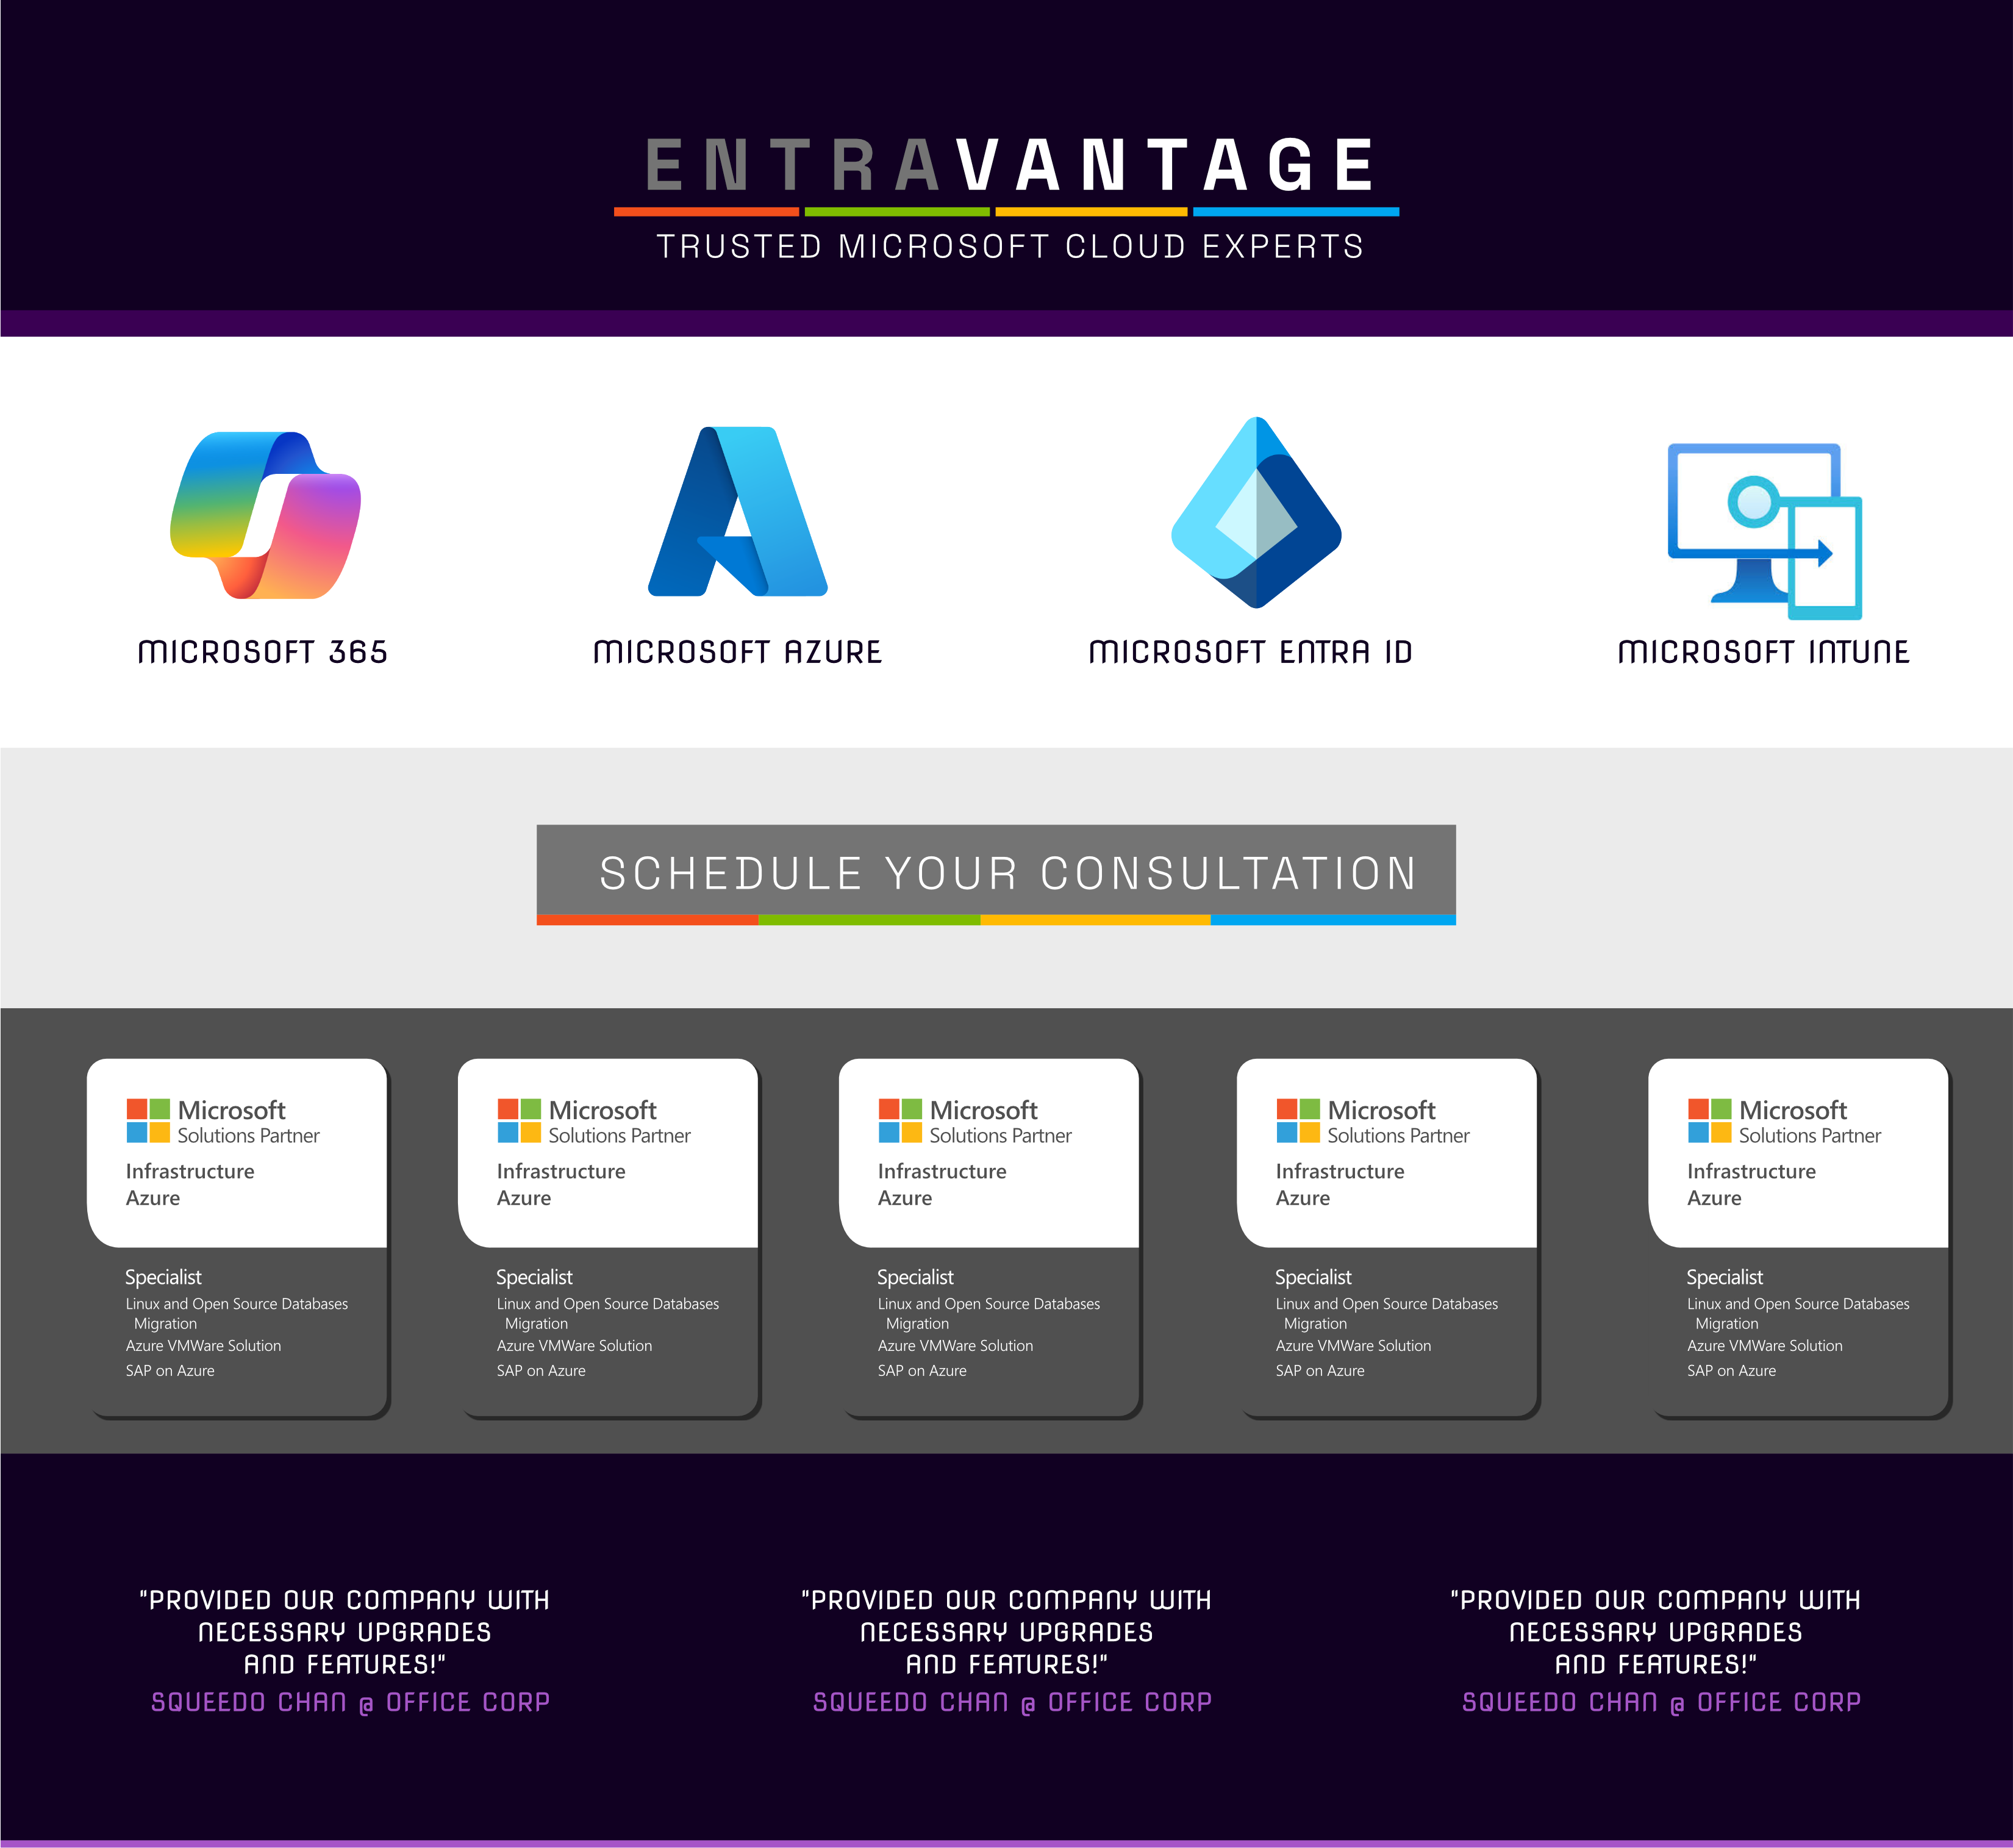 ENTRAVANTAGE
TRUSTED MICROSOFT CLOUD EXPERTS
MICROSOFT 365
MICROSOFT AZURE
MICROSOFT ENTRA ID
MICROSOFT INTUNE
SCHEDULE YOUR CONSULTATION
Microsoft
Solutions Partner
Infrastructure
Azure
Specialist
Linux and Open Source Databases
Migration
Azure VMWare Solution
SAP on Azure
Microsoft
Solutions Partner
Infrastructure
Azure
Specialist
Linux and Open Source Databases
Migration
Azure VMWare Solution
SAP on Azure
Microsoft
Solutions Partner
Infrastructure
Azure
Specialist
Linux and Open Source Databases
Migration
Azure VMWare Solution
SAP on Azure
Microsoft
Solutions Partner
Infrastructure
Azure
Specialist
Linux and Open Source Databases
Migration
Azure VMWare Solution
SAP on Azure
Microsoft
Solutions Partner
Infrastructure
Azure
Specialist
Linux and Open Source Databases
Migration
Azure VMWare Solution
SAP on Azure
"PROVIDED OUR COMPANY WITH
NECESSARY UPGRADES
AND FEATURES!"
SQUEEDO CHAN @ OFFICE CORP
"PROVIDED OUR COMPANY WITH
NECESSARY UPGRADES
AND FEATURES!"
SQUEEDO CHAN @ OFFICE CORP
"PROVIDED OUR COMPANY WITH
NECESSARY UPGRADES
AND FEATURES!"
SQUEEDO CHAN @ OFFICE CORP